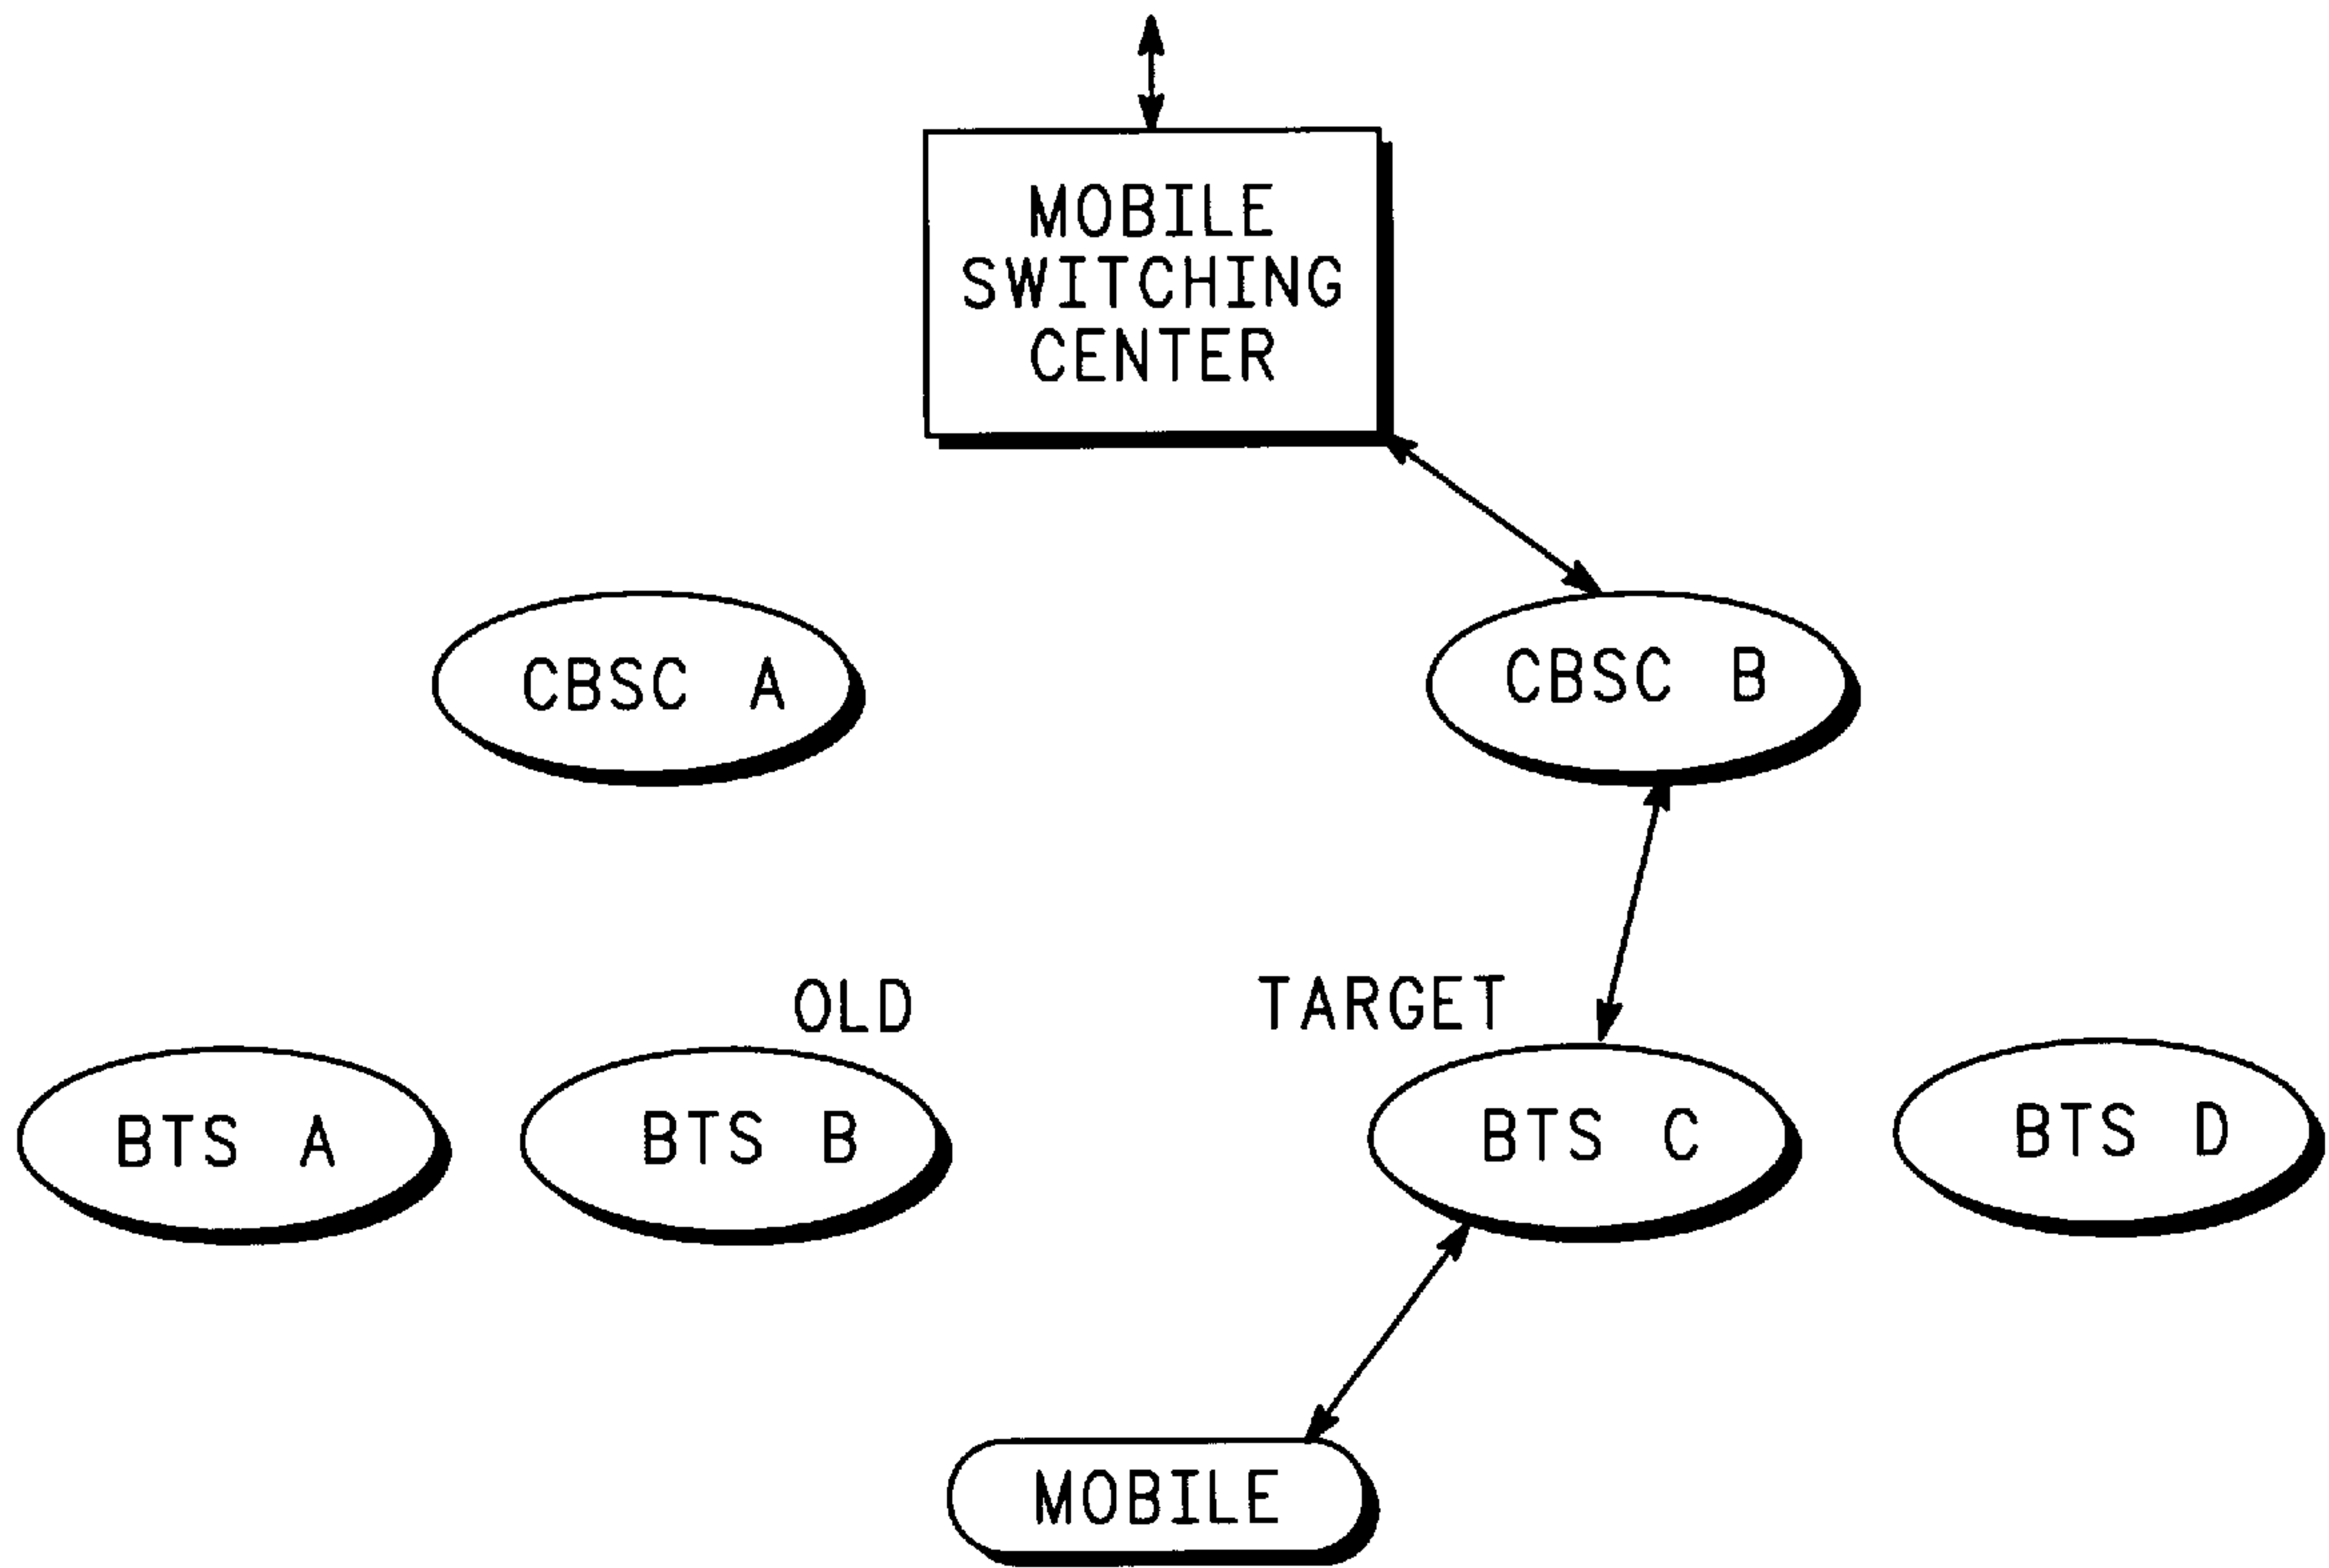 MOBILE
SWITCHING
CENTER
CBSC A
CBSC B
OLD
TARGET
BTS A
BTS B
BTS C
BTS D
MOBILE